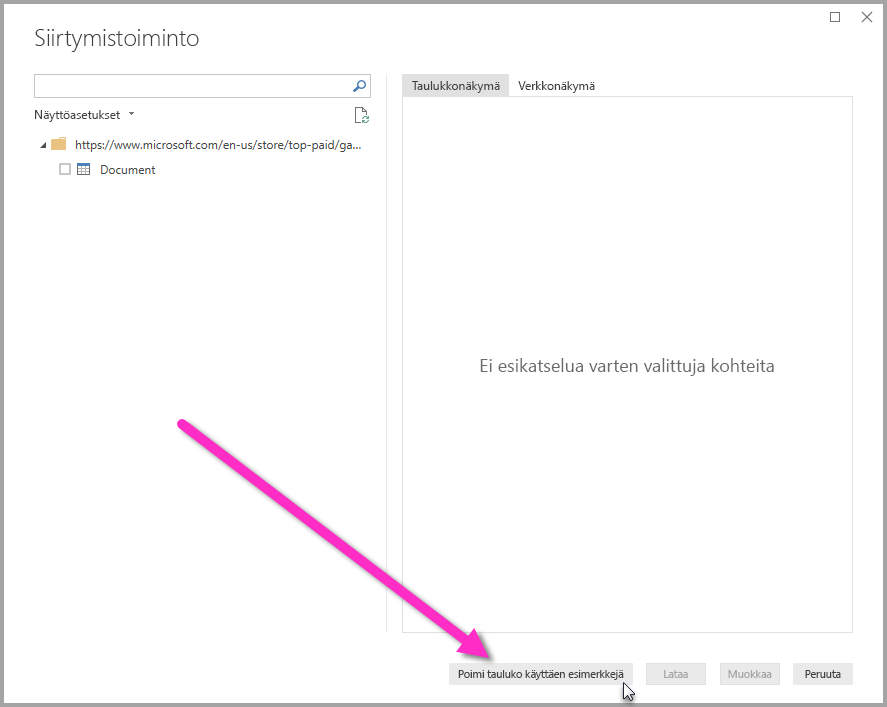 Siirtymistoiminto
Näyttöasetukset
https://www.microsoft.com/en-us/store/top-paid/ga...
Document
Taulukkonäkymä Verkkonäkymä
Ei esikatselua varten valittuja kohteita
Poimi tauluko käyttäen esimerkkejä Lataa Muokkaa Peruuta